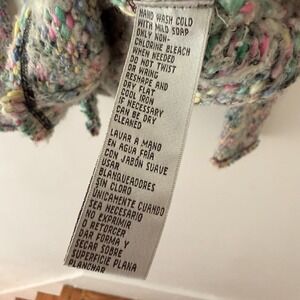 HAND WASH COLD
WITH MILD SOAP
ONLY NON-
CHLORINE BLEACH
WHEN NEEDED
DO NOT TWIST
OR WRING
RESHAPE AND
DRY FLAT
COOL IRON
IF NECESSARY
CAN BE DRY
CLEANED
LAVAR A MANO
EN AGUA FRÍA
CON JABÓN SUAVE
USAR
BLANQUEADORES
SIN CLORO
ÚNICAMENTE CUANDO
SEA NECESARIO
NO EXPRIMIR
O RETORCER
DAR FORMA Y
SECAR SOBRE
SUPERFICIE PLANA
PLANCHAR